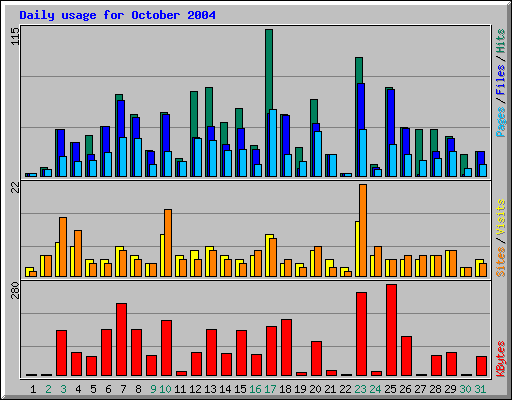 Daily usage for October 2004
115
Pages / Files / Hits
22
Sites / Visits
280
KBytes
1 2 3 4 5 6 7 8 9 10 11 12 13 14 15 16 17 18 19 20 21 22 23 24 25 26 27 28 29 30 31